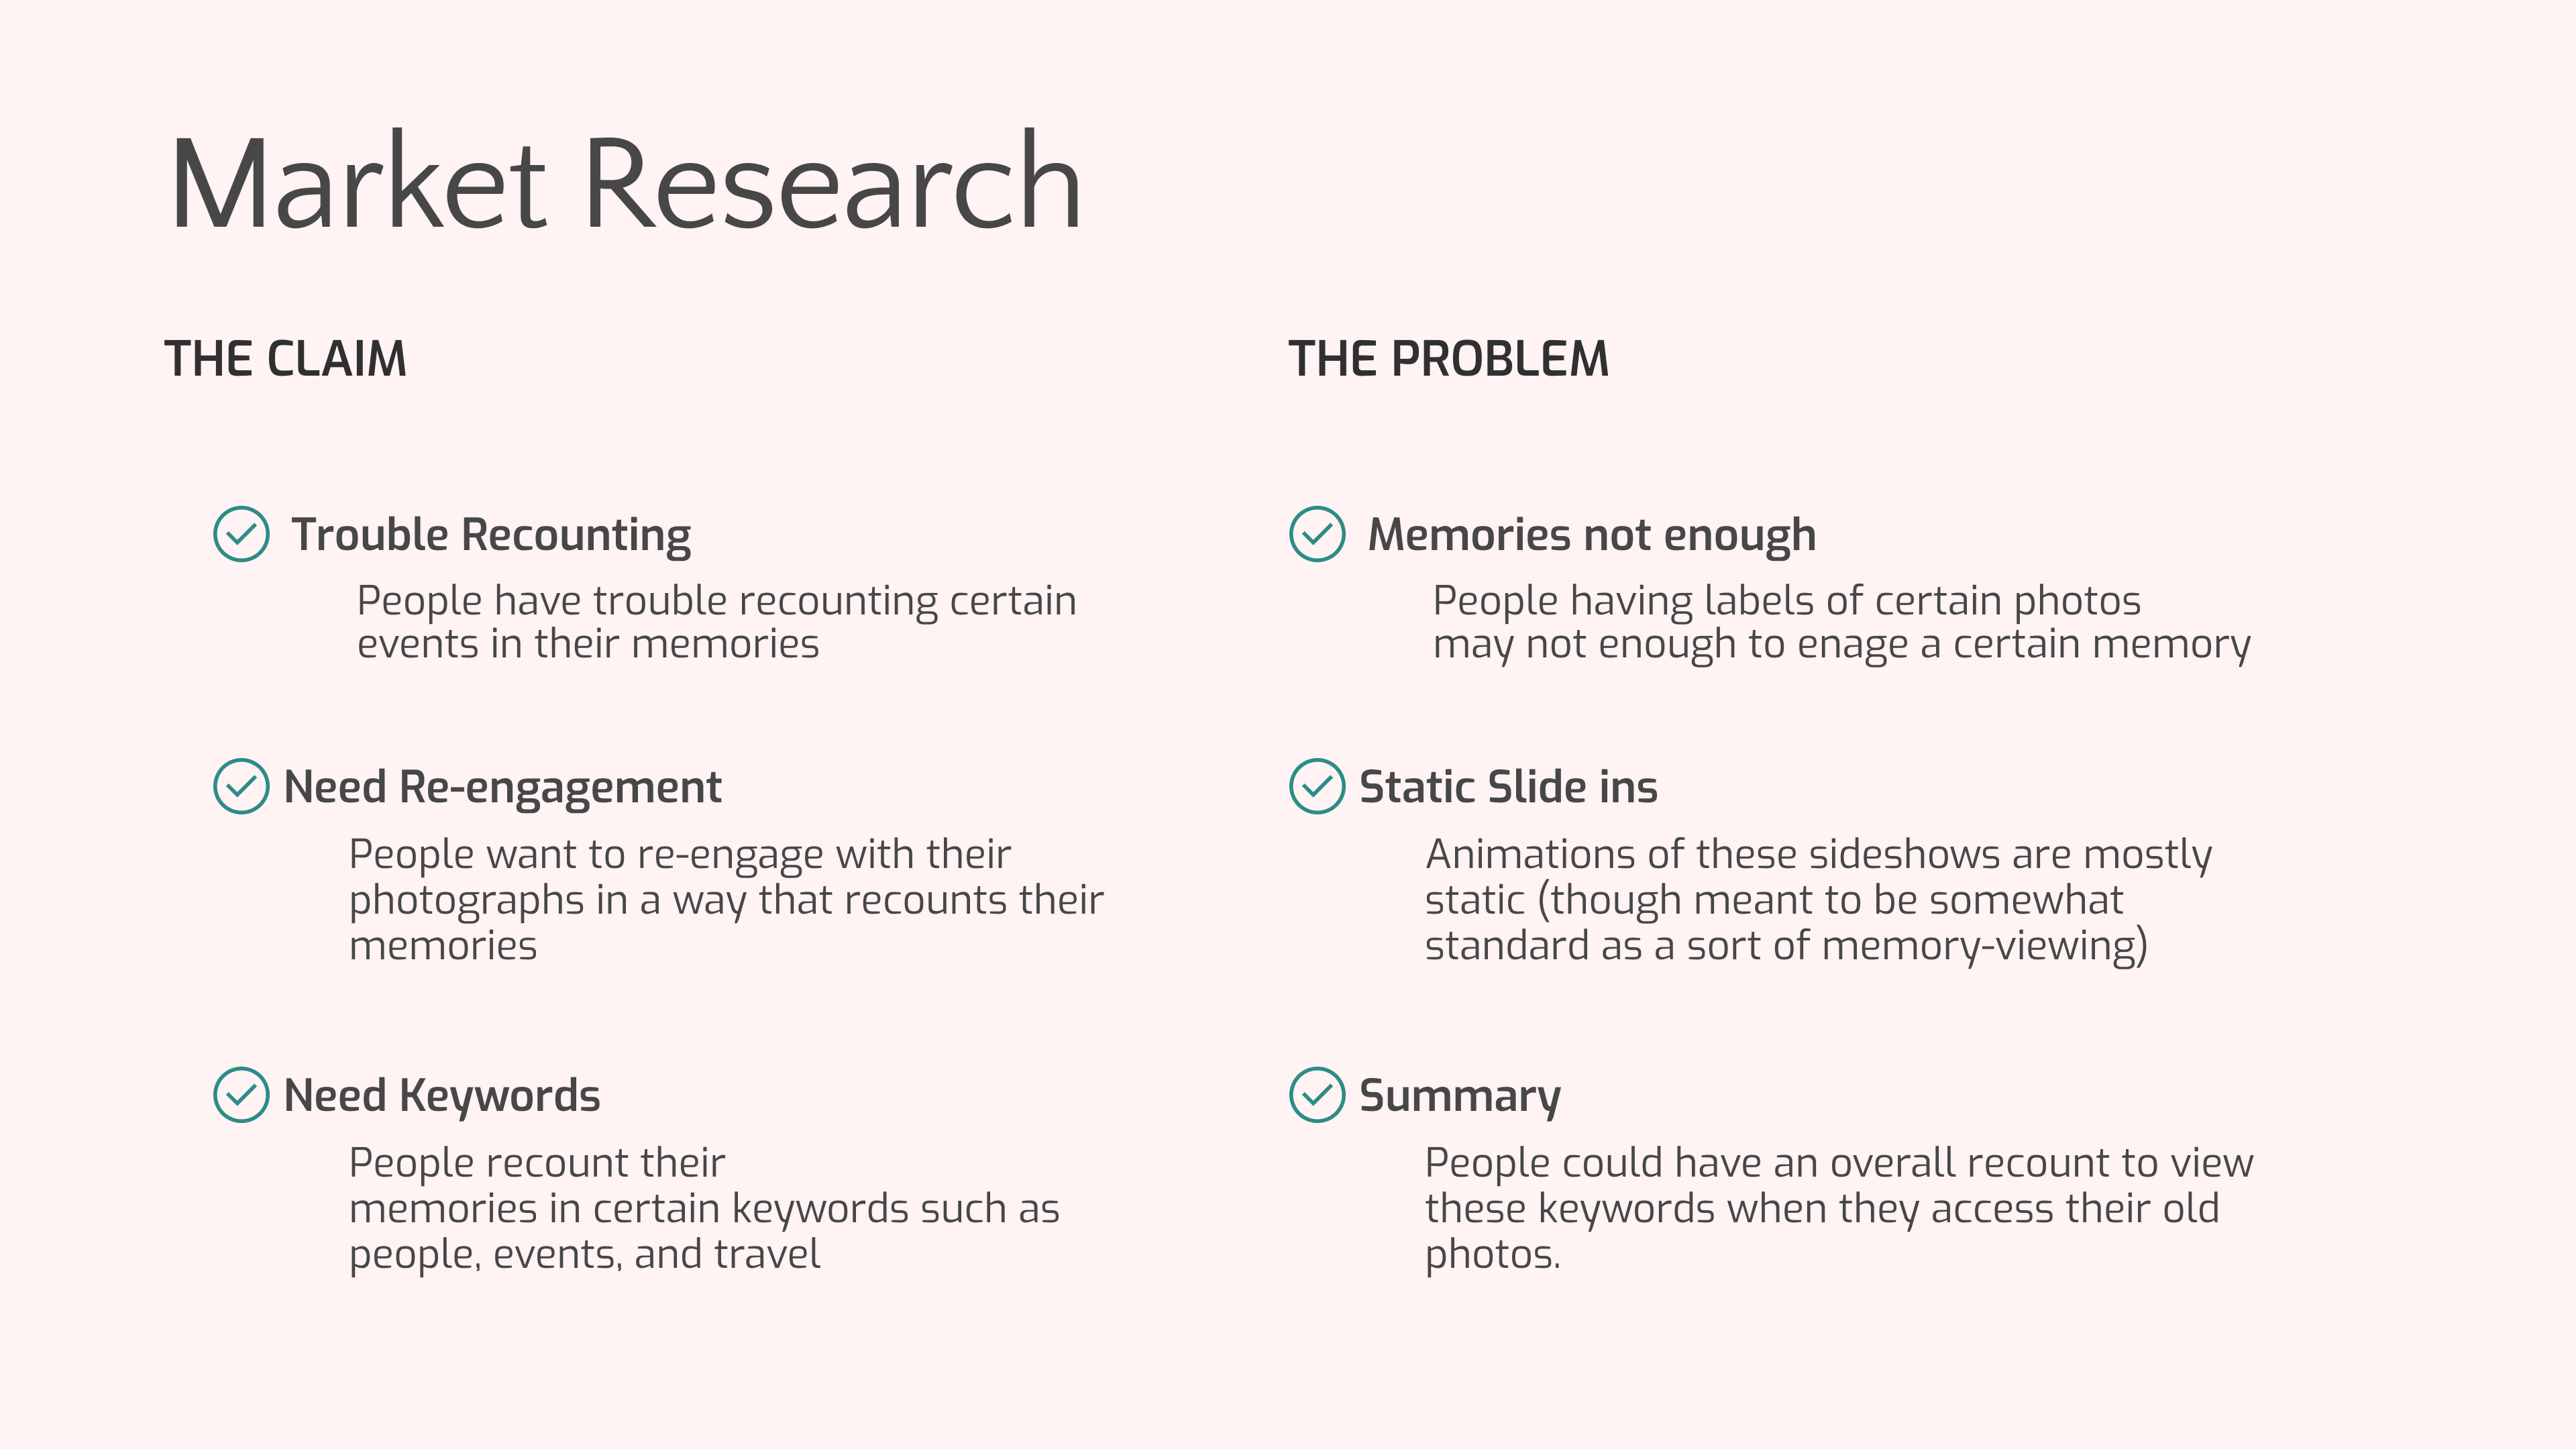 Market Research
THE CLAIM
Trouble Recounting
People have trouble recounting certain
events in their memories
Need Re-engagement
People want to re-engage with their
photographs in a way that recounts their
memories
Need Keywords
People recount their
memories in certain keywords such as
people, events, and travel
THE PROBLEM
Memories not enough
People having labels of certain photos
may not enough to enage a certain memory
Static Slide ins
Animations of these sideshows are mostly
static (though meant to be somewhat
standard as a sort of memory-viewing)
Summary
People could have an overall recount to view
these keywords when they access their old
photos.